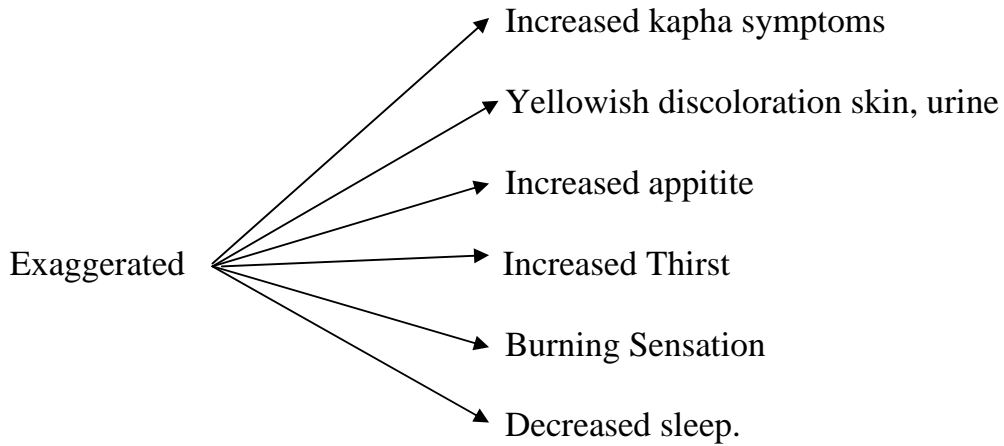 Increased kapha symptoms
Yellowish discoloration skin, urine
Increased appitite
Exaggerated
Increased Thirst
Burning Sensation
Decreased sleep.